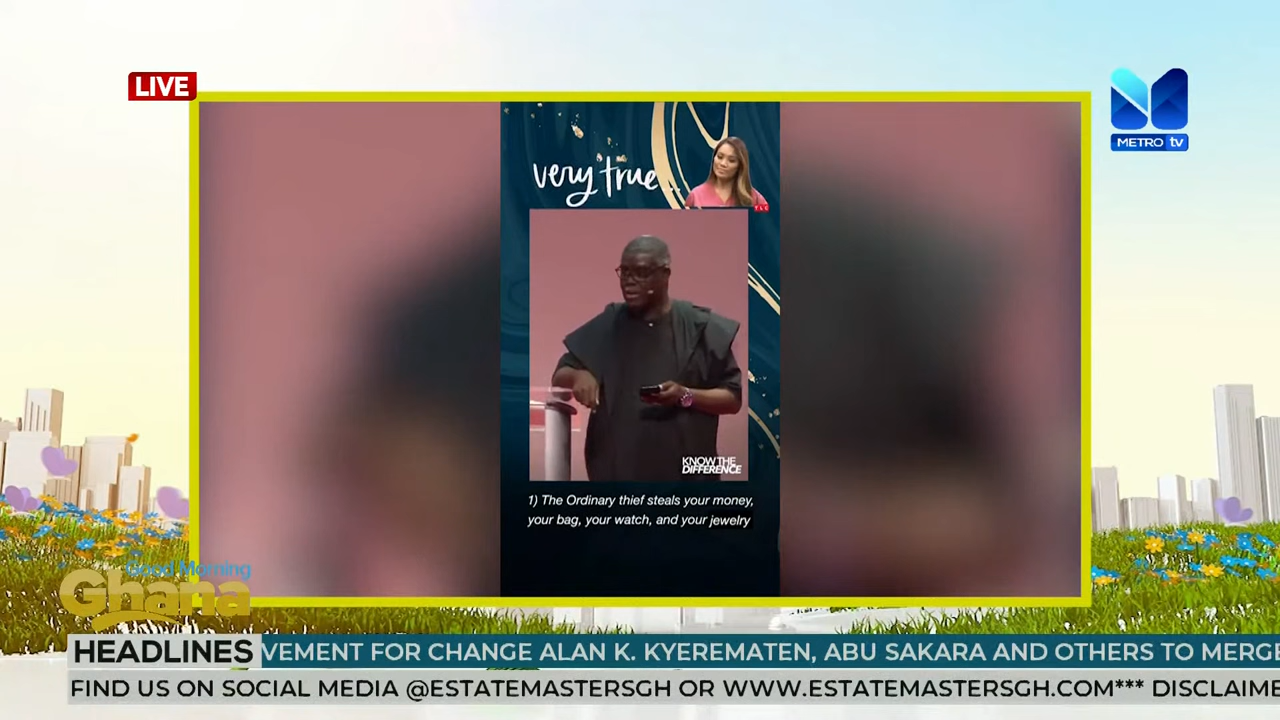 LIVE
METRO tv
very true
TLC
KNOW THE
DIFFERENCE
1) The Ordinary thief steals your money,
your bag, your watch, and your jewelry
Good Morning
Ghana
HEADLINES
VEMENT FOR CHANGE ALAN K. KYEREMATEN, ABU SAKARA AND OTHERS TO MERGE
FIND US ON SOCIAL MEDIA @ESTATEMASTERSGH OR WWW.ESTATEMASTERSGH.COM*** DISCLAIME